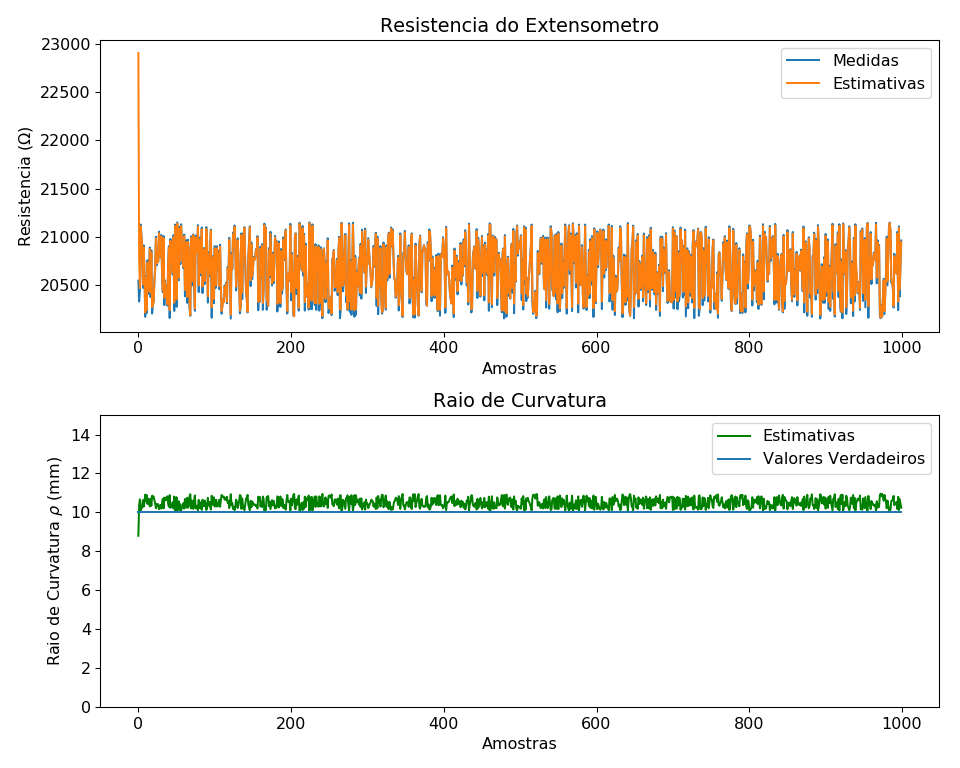 Resistencia do Extensometro
23000
22500
22000
21500
21000
20500
Resistencia (Ω)
Medidas
Estimativas
0 200 400 600 800 1000
Amostras
Raio de Curvatura
14
12
10
8
6
4
2
0
Raio de Curvatura ρ (mm)
Estimativas
Valores Verdadeiros
0 200 400 600 800 1000
Amostras